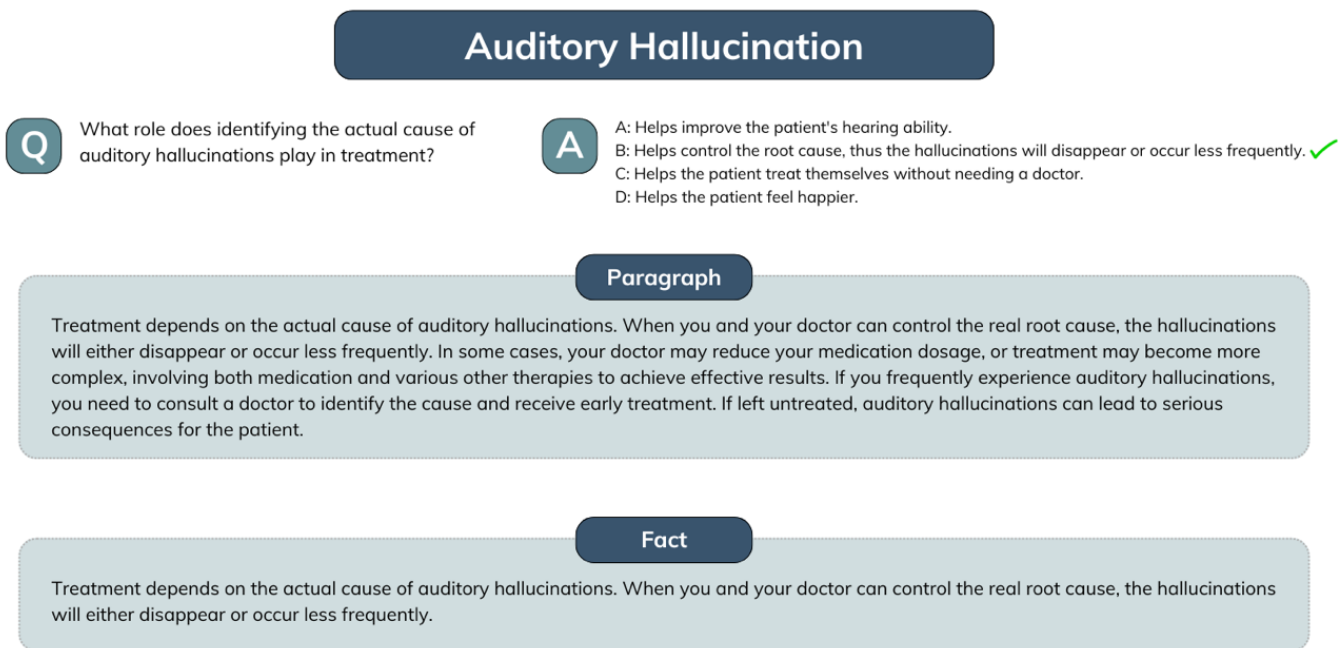 Auditory Hallucination
Q
What role does identifying the actual cause of
auditory hallucinations play in treatment?
A
A: Helps improve the patient's hearing ability.
B: Helps control the root cause, thus the hallucinations will disappear or occur less frequently.
C: Helps the patient treat themselves without needing a doctor.
D: Helps the patient feel happier.
Paragraph
Treatment depends on the actual cause of auditory hallucinations. When you and your doctor can control the real root cause, the hallucinations
will either disappear or occur less frequently. In some cases, your doctor may reduce your medication dosage, or treatment may become more
complex, involving both medication and various other therapies to achieve effective results. If you frequently experience auditory hallucinations,
you need to consult a doctor to identify the cause and receive early treatment. If left untreated, auditory hallucinations can lead to serious
consequences for the patient.
Fact
Treatment depends on the actual cause of auditory hallucinations. When you and your doctor can control the real root cause, the hallucinations
will either disappear or occur less frequently.